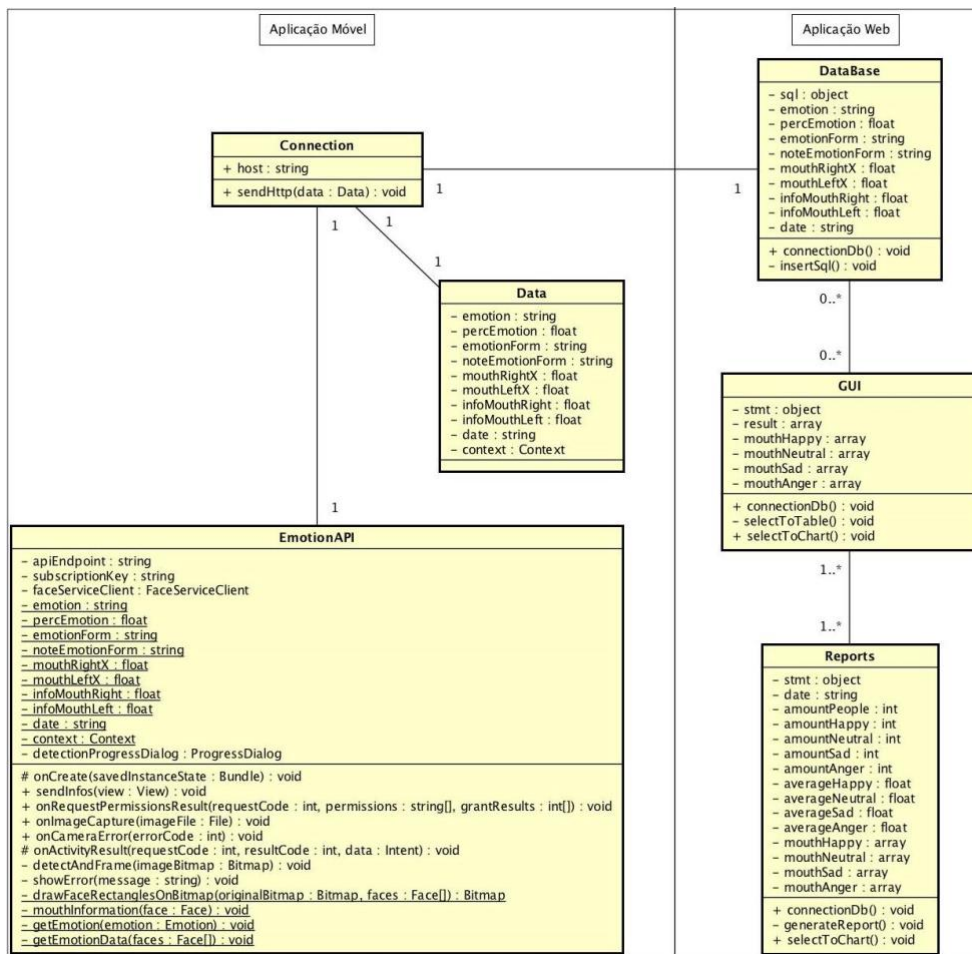 Aplicação Móvel
Connection
+ host : string
+ sendHttp(data : Data) : void
1
1
1
1
1
Data
- emotion : string
- percEmotion : float
- emotionForm : string
- noteEmotionForm : string
- mouthRightX : float
- mouthLeftX : float
- infoMouthRight : float
- infoMouthLeft : float
- date : string
- context : Context
1
EmotionAPI
- apiEndpoint : string
- subscriptionKey : string
- faceServiceClient : FaceServiceClient
- emotion : string
- percEmotion : float
- emotionForm : string
- noteEmotionForm : string
- mouthRightX : float
- mouthLeftX : float
- infoMouthRight : float
- infoMouthLeft : float
- date : string
- context : Context
- detectionProgressDialog : ProgressDialog
# onCreate(savedInstanceState : Bundle) : void
+ sendInfos(view : View) : void
+ onRequestPermissionsResult(requestCode : int, permissions : string[], grantResults : int[]) : void
+ onImageCapture(imageFile : File) : void
+ onCameraError(errorCode : int) : void
# onActivityResult(requestCode : int, resultCode : int, data : Intent) : void
- detectAndFrame(imageBitmap : Bitmap) : void
- showError(message : string) : void
- drawFaceRectanglesOnBitmap(originalBitmap : Bitmap, faces : Face[]) : Bitmap
- mouthInformation(face : Face) : void
- getEmotion(emotion : Emotion) : void
- getEmotionData(faces : Face[]) : void
Aplicação Web
DataBase
- sql : object
- emotion : string
- percEmotion : float
- emotionForm : string
- noteEmotionForm : string
- mouthRightX : float
- mouthLeftX : float
- infoMouthRight : float
- infoMouthLeft : float
- date : string
+ connectionDb() : void
- insertSql() : void
0..*
0..*
GUI
- stmt : object
- result : array
- mouthHappy : array
- mouthNeutral : array
- mouthSad : array
- mouthAnger : array
+ connectionDb() : void
- selectToTable() : void
+ selectToChart() : void
1..*
1..*
Reports
- stmt : object
- date : string
- amountPeople : int
- amountHappy : int
- amountNeutral : int
- amountSad : int
- amountAnger : int
- averageHappy : float
- averageNeutral : float
- averageSad : float
- averageAnger : float
- mouthHappy : array
- mouthNeutral : array
- mouthSad : array
- mouthAnger : array
+ connectionDb() : void
- generateReport() : void
+ selectToChart() : void